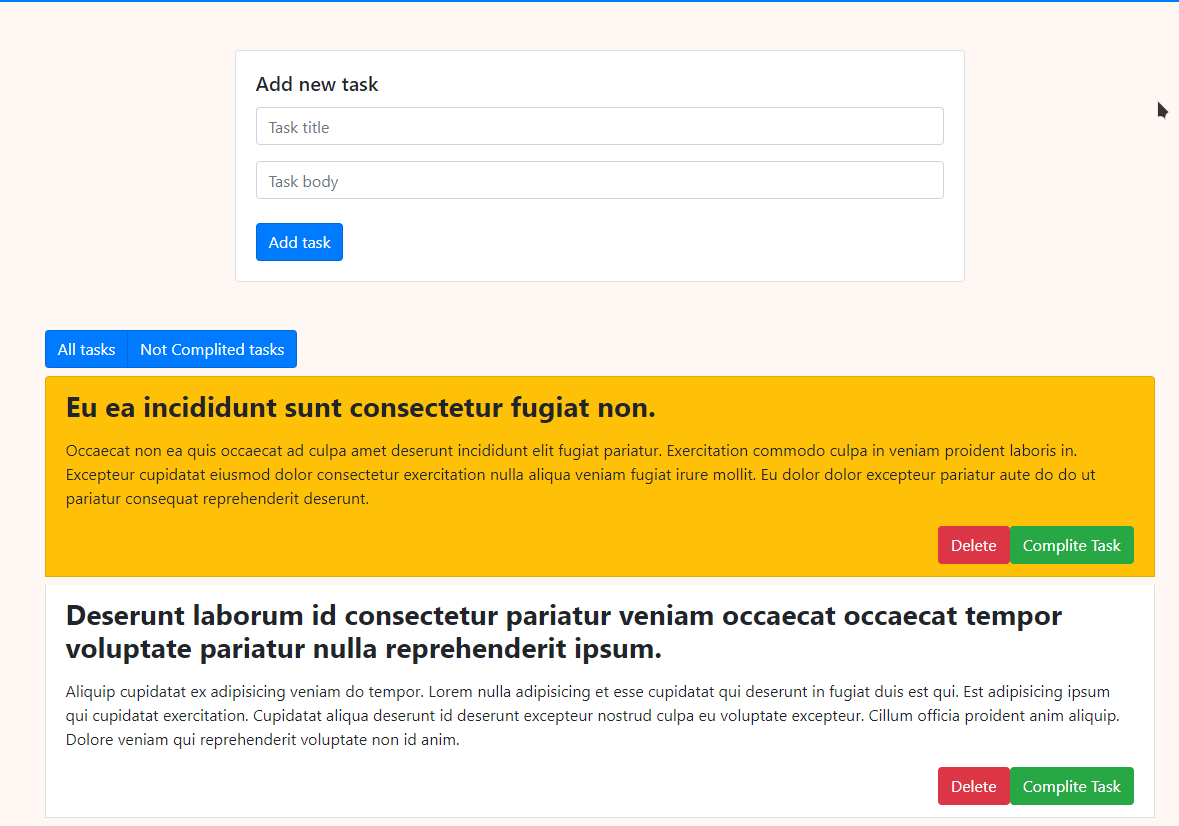 Add new task
Task title
Task body
Add task
All tasks Not Complited tasks
Eu ea incididunt sunt consectetur fugiat non.
Occaecat non ea quis occaecat ad culpa amet deserunt incididunt elit fugiat pariatur. Exercitation commodo culpa in veniam proident laboris in.
Excepteur cupidatat eiusmod dolor consectetur exercitation nulla aliqua veniam fugiat irure mollit. Eu dolor dolor excepteur pariatur aute do do ut
pariatur consequat reprehenderit deserunt.
Delete Complite Task
Deserunt laborum id consectetur pariatur veniam occaecat occaecat tempor
voluptate pariatur nulla reprehenderit ipsum.
Aliquip cupidatat ex adipisicing veniam do tempor. Lorem nulla adipisicing et esse cupidatat qui deserunt in fugiat duis est qui. Est adipisicing ipsum
qui cupidatat exercitation. Cupidatat aliqua deserunt id deserunt excepteur nostrud culpa eu voluptate excepteur. Cillum officia proident anim aliquip.
Dolore veniam qui reprehenderit voluptate non id anim.
Delete Complite Task